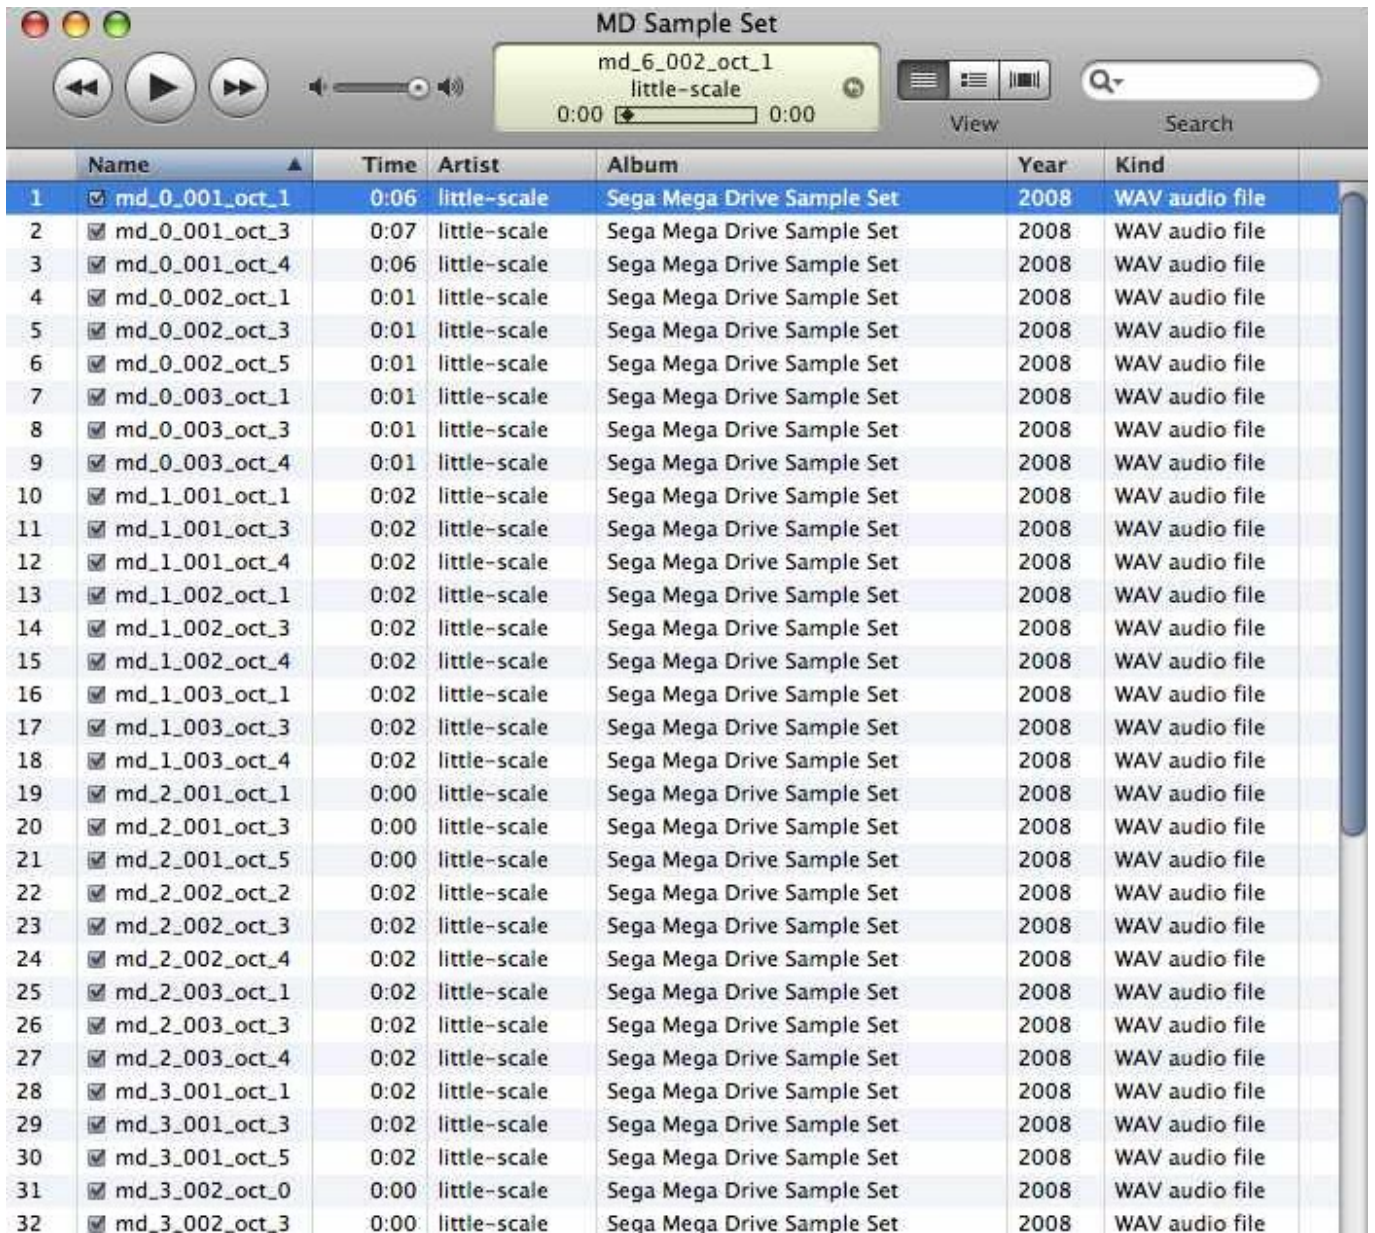 MD Sample Set
md_6_002_oct_1
little-scale
0:00 0:00
View Search
Name Time Artist Album Year Kind
1 md_0_001_oct_1 0:06 little-scale Sega Mega Drive Sample Set 2008 WAV audio file
2 md_0_001_oct_3 0:07 little-scale Sega Mega Drive Sample Set 2008 WAV audio file
3 md_0_001_oct_4 0:06 little-scale Sega Mega Drive Sample Set 2008 WAV audio file
4 md_0_002_oct_1 0:01 little-scale Sega Mega Drive Sample Set 2008 WAV audio file
5 md_0_002_oct_3 0:01 little-scale Sega Mega Drive Sample Set 2008 WAV audio file
6 md_0_002_oct_5 0:01 little-scale Sega Mega Drive Sample Set 2008 WAV audio file
7 md_0_003_oct_1 0:01 little-scale Sega Mega Drive Sample Set 2008 WAV audio file
8 md_0_003_oct_3 0:01 little-scale Sega Mega Drive Sample Set 2008 WAV audio file
9 md_0_003_oct_4 0:01 little-scale Sega Mega Drive Sample Set 2008 WAV audio file
10 md_1_001_oct_1 0:02 little-scale Sega Mega Drive Sample Set 2008 WAV audio file
11 md_1_001_oct_3 0:02 little-scale Sega Mega Drive Sample Set 2008 WAV audio file
12 md_1_001_oct_4 0:02 little-scale Sega Mega Drive Sample Set 2008 WAV audio file
13 md_1_002_oct_1 0:02 little-scale Sega Mega Drive Sample Set 2008 WAV audio file
14 md_1_002_oct_3 0:02 little-scale Sega Mega Drive Sample Set 2008 WAV audio file
15 md_1_002_oct_4 0:02 little-scale Sega Mega Drive Sample Set 2008 WAV audio file
16 md_1_003_oct_1 0:02 little-scale Sega Mega Drive Sample Set 2008 WAV audio file
17 md_1_003_oct_3 0:02 little-scale Sega Mega Drive Sample Set 2008 WAV audio file
18 md_1_003_oct_4 0:02 little-scale Sega Mega Drive Sample Set 2008 WAV audio file
19 md_2_001_oct_1 0:00 little-scale Sega Mega Drive Sample Set 2008 WAV audio file
20 md_2_001_oct_3 0:00 little-scale Sega Mega Drive Sample Set 2008 WAV audio file
21 md_2_001_oct_5 0:00 little-scale Sega Mega Drive Sample Set 2008 WAV audio file
22 md_2_002_oct_2 0:02 little-scale Sega Mega Drive Sample Set 2008 WAV audio file
23 md_2_002_oct_3 0:02 little-scale Sega Mega Drive Sample Set 2008 WAV audio file
24 md_2_002_oct_4 0:02 little-scale Sega Mega Drive Sample Set 2008 WAV audio file
25 md_2_003_oct_1 0:02 little-scale Sega Mega Drive Sample Set 2008 WAV audio file
26 md_2_003_oct_3 0:02 little-scale Sega Mega Drive Sample Set 2008 WAV audio file
27 md_2_003_oct_4 0:02 little-scale Sega Mega Drive Sample Set 2008 WAV audio file
28 md_3_001_oct_1 0:02 little-scale Sega Mega Drive Sample Set 2008 WAV audio file
29 md_3_001_oct_3 0:02 little-scale Sega Mega Drive Sample Set 2008 WAV audio file
30 md_3_001_oct_5 0:02 little-scale Sega Mega Drive Sample Set 2008 WAV audio file
31 md_3_002_oct_0 0:00 little-scale Sega Mega Drive Sample Set 2008 WAV audio file
32 md_3_002_oct_3 0:00 little-scale Sega Mega Drive Sample Set 2008 WAV audio file